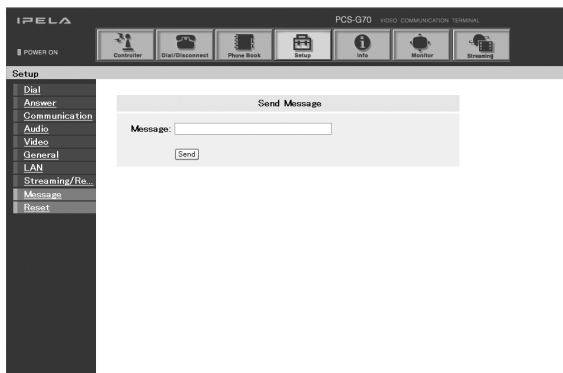 IPELA
PCS-G70 VIDEO COMMUNICATION TERMINAL
POWER ON
Controller
Dial/Disconnect
Phone Book
Setup
Info
Monitor
Streaming
Setup
Dial
Answer
Communication
Audio
Video
General
LAN
Streaming/Re...
Message
Reset
Send Message
Message:
Send